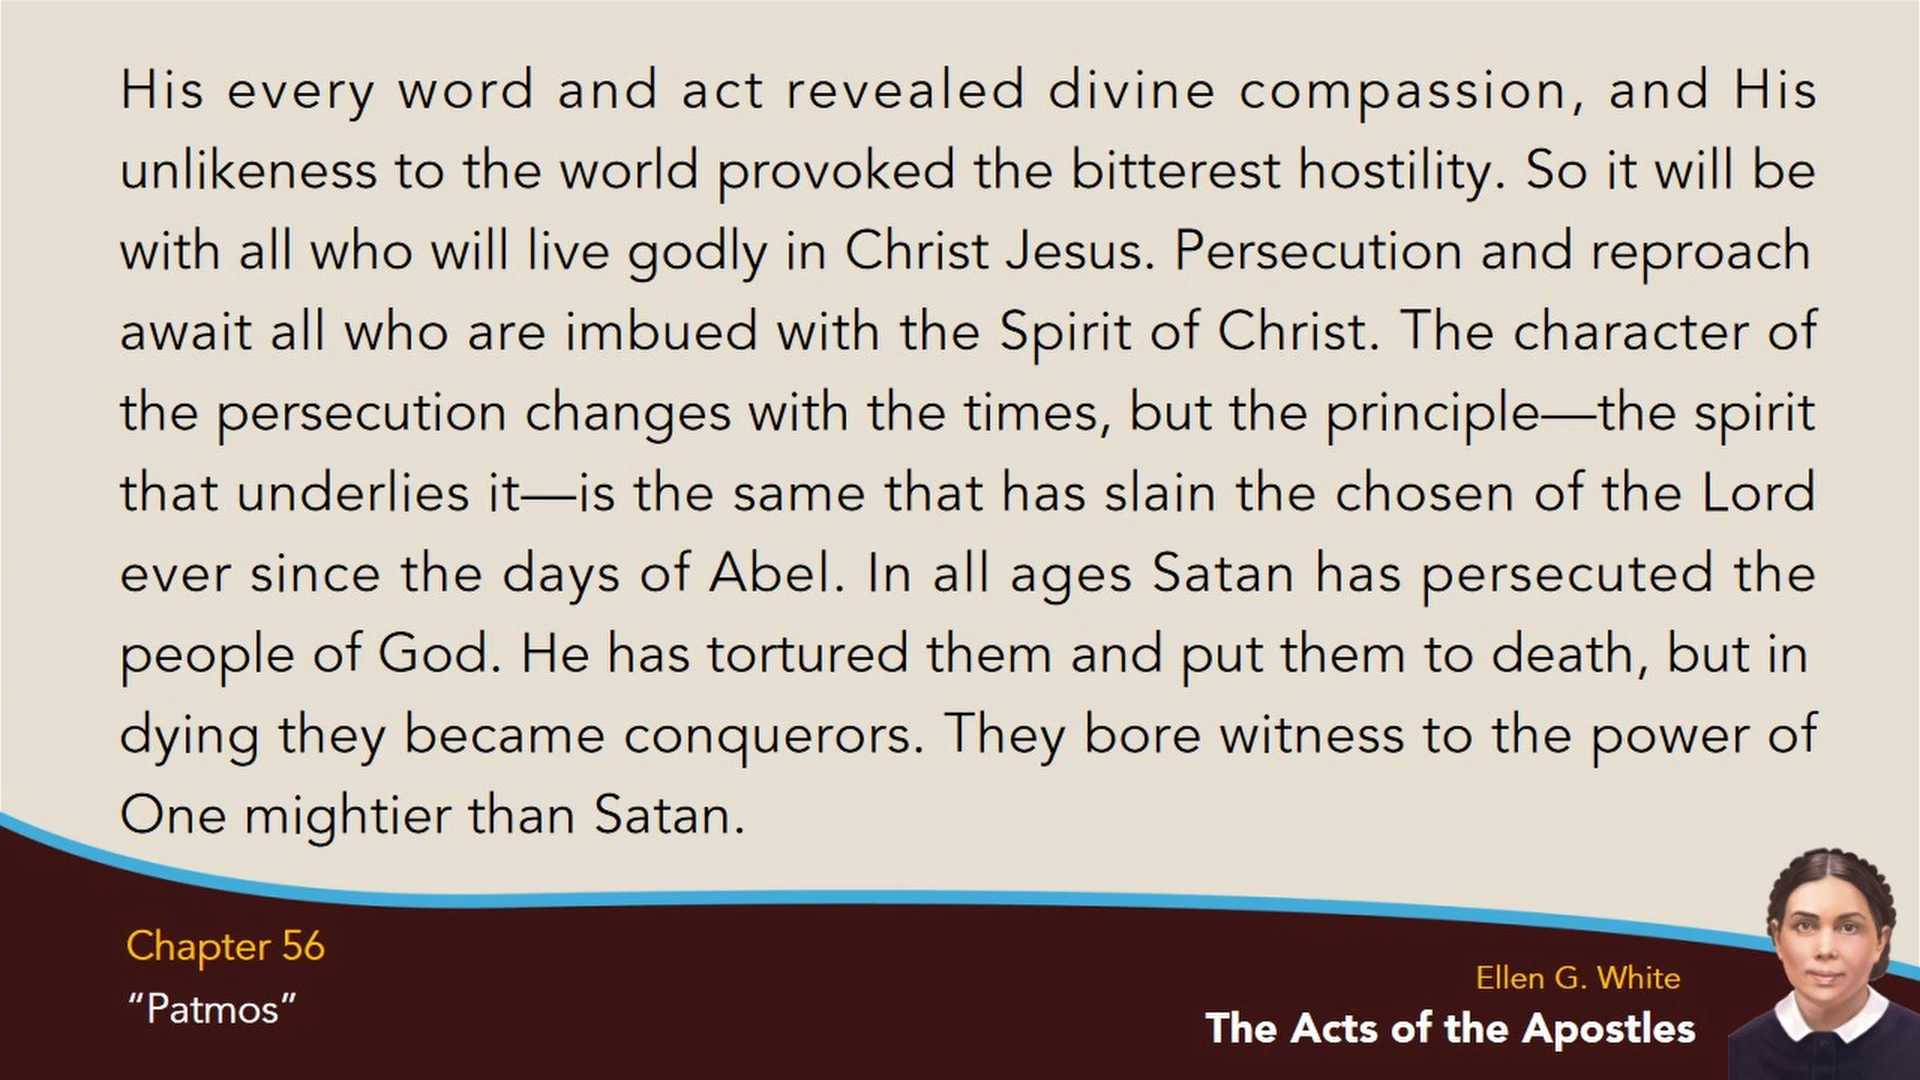 His every word and act revealed divine compassion, and His
unlikeness to the world provoked the bitterest hostility. So it will be
with all who will live godly in Christ Jesus. Persecution and reproach
await all who are imbued with the Spirit of Christ. The character of
the persecution changes with the times, but the principle—the spirit
that underlies it—is the same that has slain the chosen of the Lord
ever since the days of Abel. In all ages Satan has persecuted the
people of God. He has tortured them and put them to death, but in
dying they became conquerors. They bore witness to the power of
One mightier than Satan.
Chapter 56
“Patmos”
Ellen G. White
The Acts of the Apostles